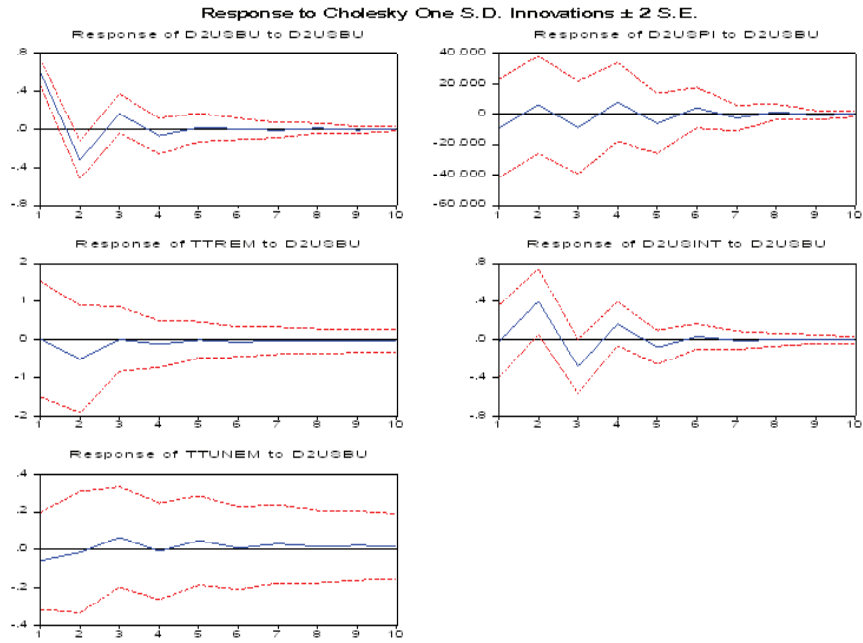 Response to Cholesky One S.D. Innovations ± 2 S.E.
Response of D2USBU to D2USBU
.8
.4
.0
-.4
-.8
1 2 3 4 5 6 7 8 9 10
Response of D2USPI to D2USBU
40.000
20.000
0
-20.000
-40.000
-60.000
1 2 3 4 5 6 7 8 9 10
Response of TTREM to D2USBU
2
1
0
-1
-2
1 2 3 4 5 6 7 8 9 10
Response of D2USINT to D2USBU
.8
.4
.0
-.4
-.8
1 2 3 4 5 6 7 8 9 10
Response of TTUNEM to D2USBU
.4
.2
.0
-.2
-.4
1 2 3 4 5 6 7 8 9 10